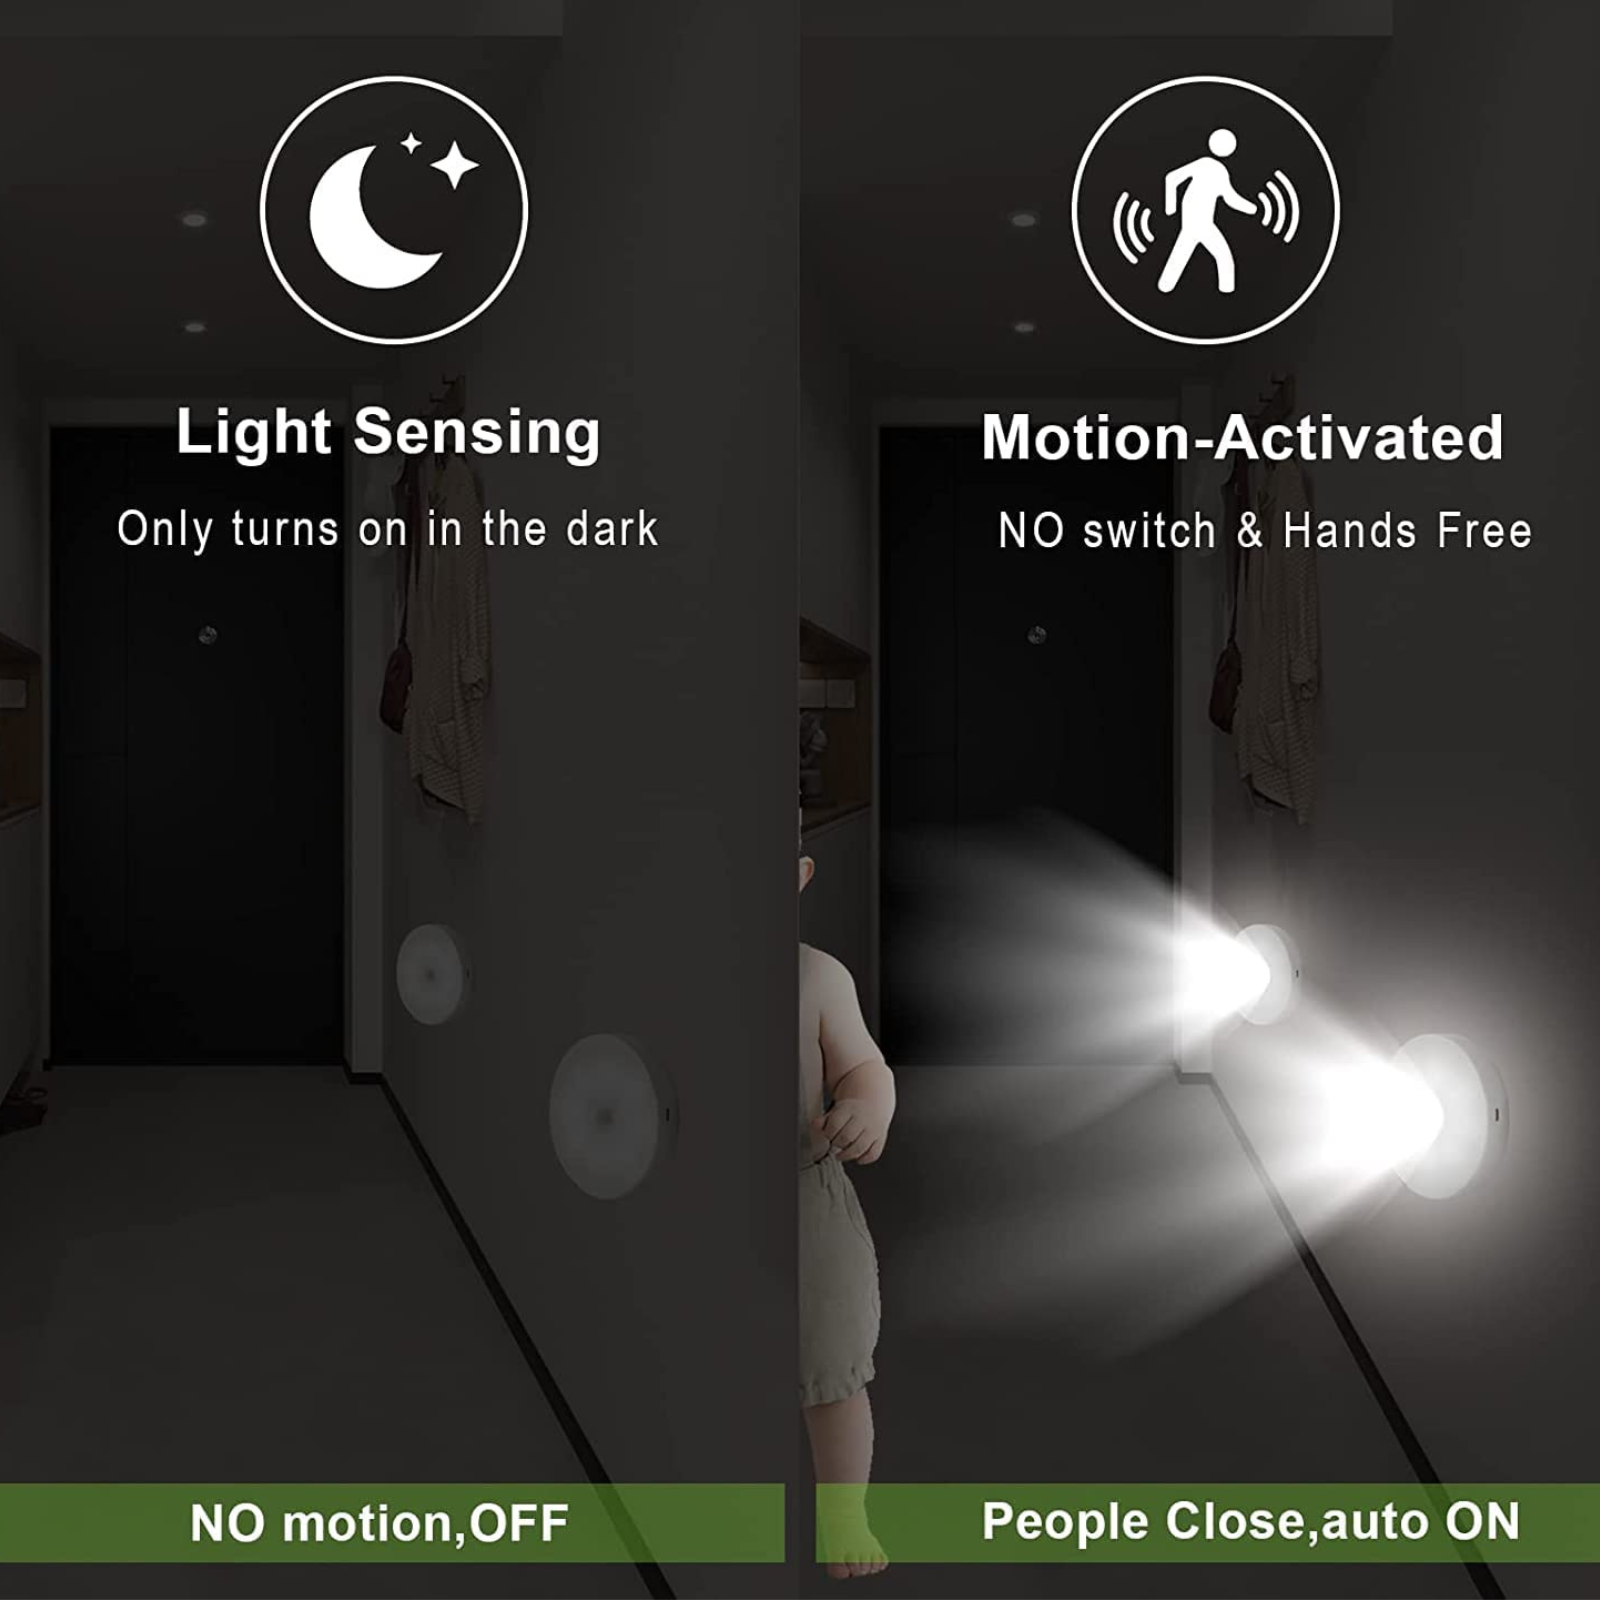 Light Sensing
Only turns on in the dark
NO motion,OFF
Motion-Activated
NO switch & Hands Free
People Close,auto ON